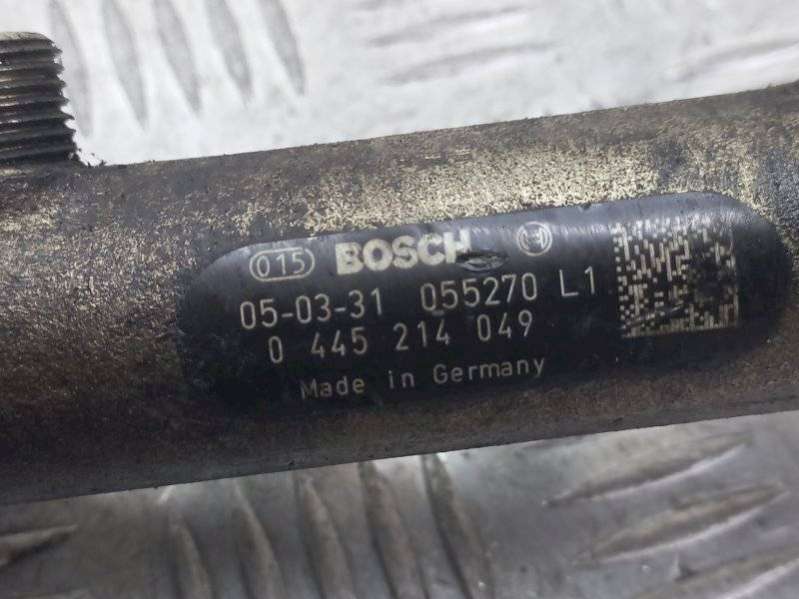 015 BOSCH
05-03-31 055270 L1
0 445 214 049
Made in Germany